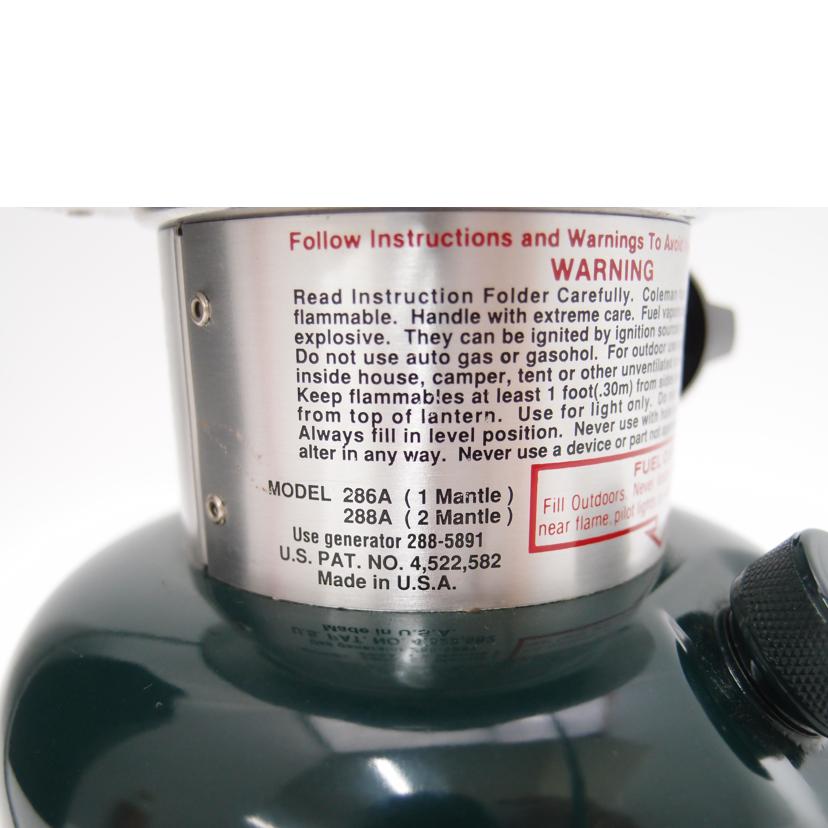 Follow Instructions and Warnings To Avoid
WARNING
Read Instruction Folder Carefully. Coleman
flammable. Handle with extreme care. Fuel
explosive. They can be ignited by ignition
Do not use auto gas or gasohol. For outdoor
inside house, camper, tent or other unventilated
Keep flammables at least 1 foot(.30m) from
from top of lantern. Use for light only.
Always fill in level position. Never use with
alter in any way. Never use a device or part not
FUEL
Fill Outdoors. Never
near flame, pilot
MODEL 286A ( 1 Mantle )
288A ( 2 Mantle )
Use generator 288-5891
U.S. PAT. NO. 4,522,582
Made in U.S.A.